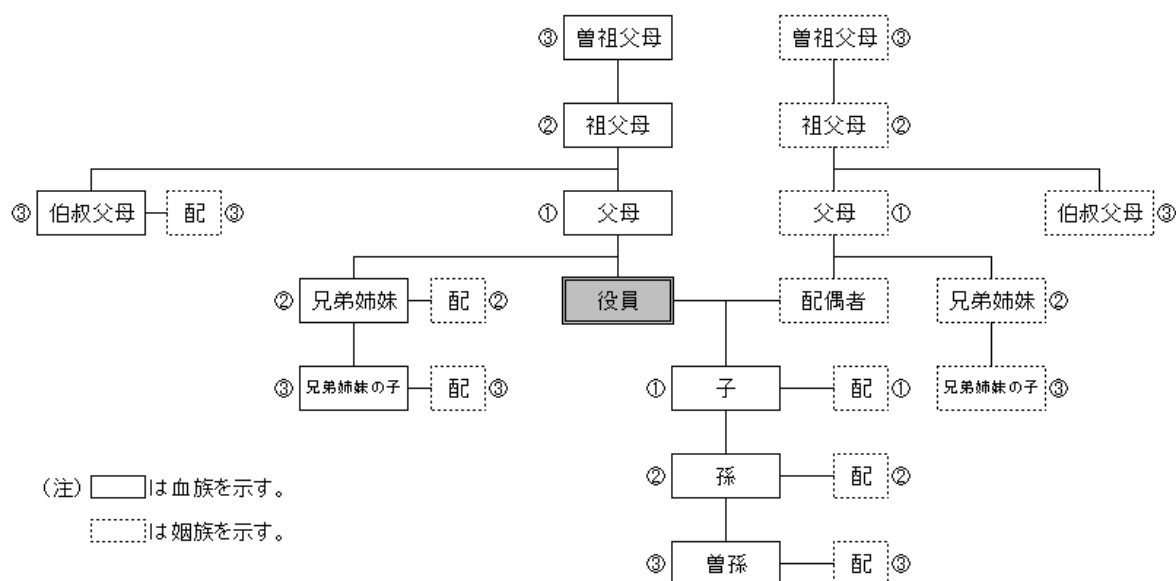 ③ 曽祖父母 曽祖父母 ③
② 祖父母 祖父母 ②
③ 伯叔父母 配 ③ ① 父母 父母 ① 伯叔父母 ③
② 兄弟姉妹 配 ② 役員 配偶者 兄弟姉妹 ②
③ 兄弟姉妹の子 配 ③ ① 子 配 ① 兄弟姉妹の子 ③
② 孫 配 ②
(注) は血族を示す。
は姻族を示す。
③ 曽孫 配 ③